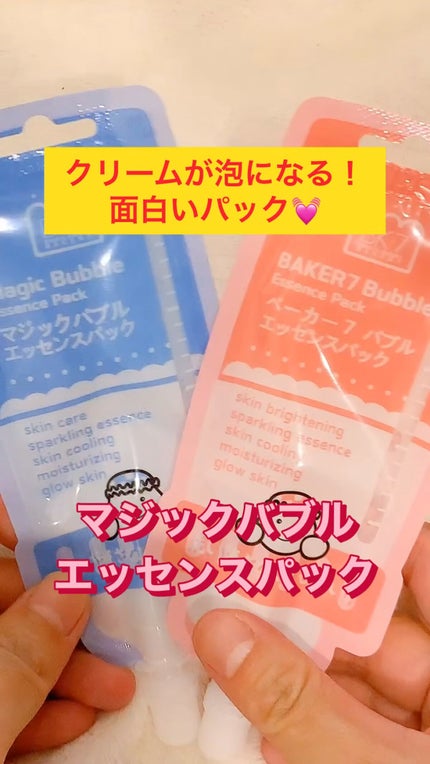 クリームが泡になる！
面白いパック💓
Magic Bubble
Essence Pack
マジックバブル
エッセンスパック
skin care
sparkling essence
skin cooling
moisturizing
glow skin
BAKER7 Bubble
Essence Pack
ベーカー7 バブル
エッセンスパック
skin brightening
sparkling essence
skin cooling
moisturizing
glow skin
マジックバブル
エッセンスパック